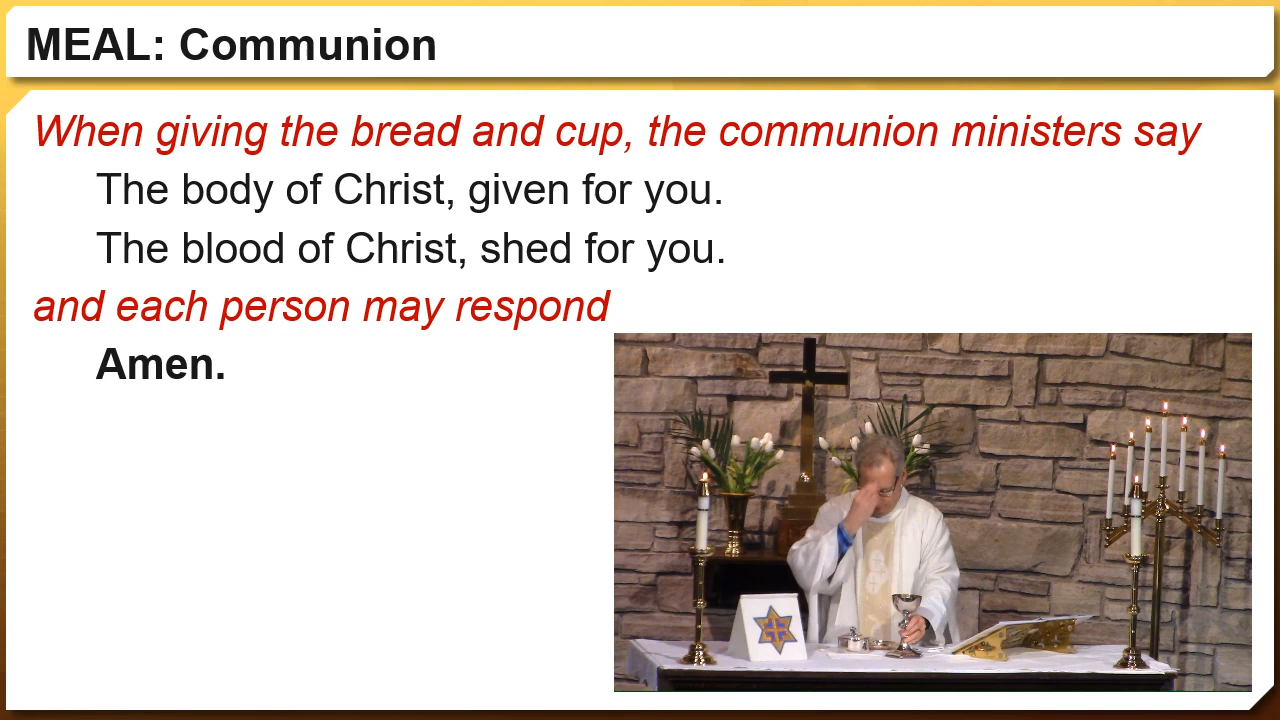 MEAL: Communion
When giving the bread and cup, the communion ministers say
The body of Christ, given for you.
The blood of Christ, shed for you.
and each person may respond
Amen.